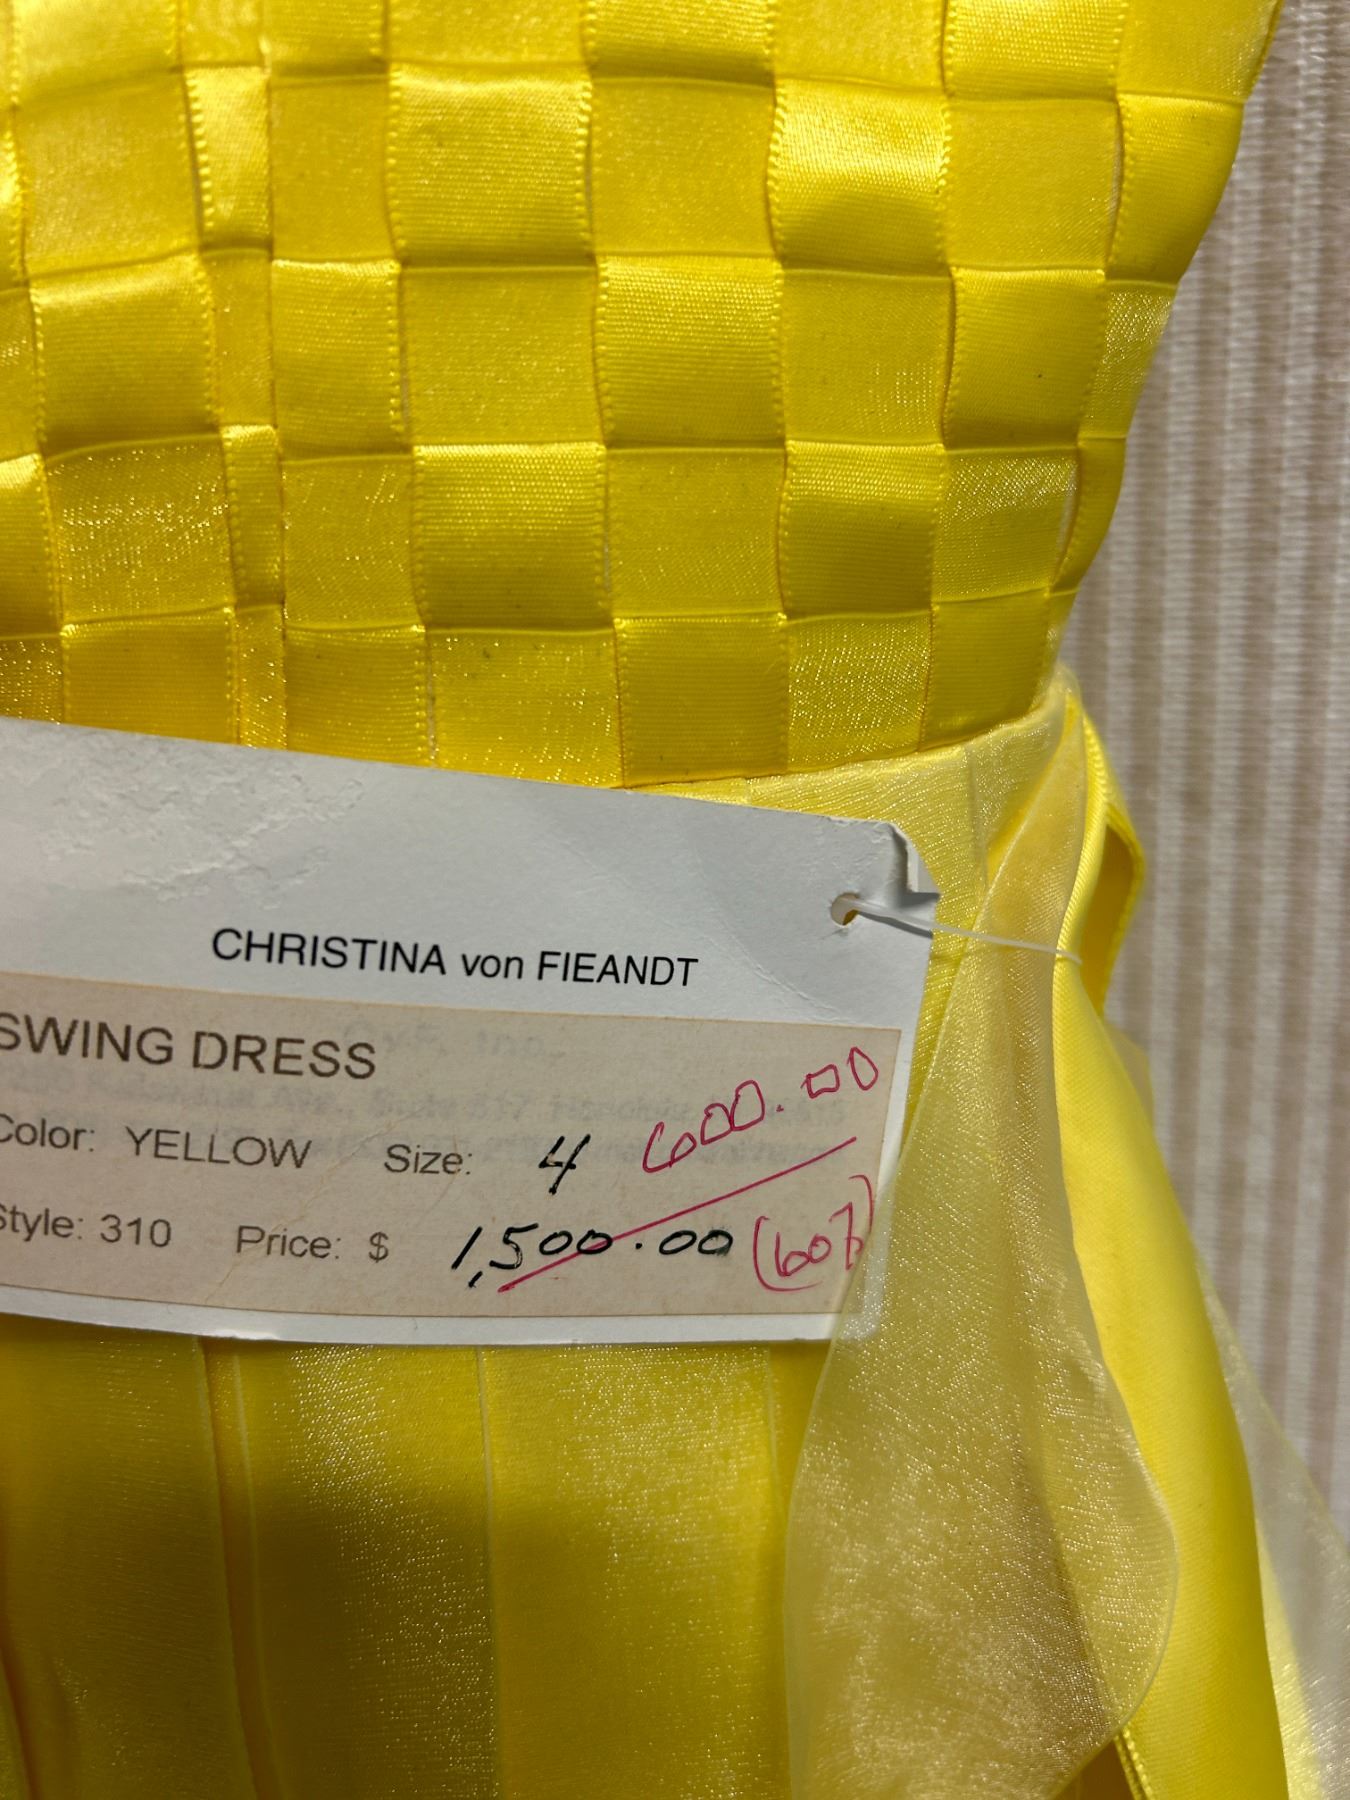 CHRISTINA von FIEANDT
SWING DRESS
Color: YELLOW Size: 4 600.00
Style: 310 Price: $ 1,500.00 (60%)